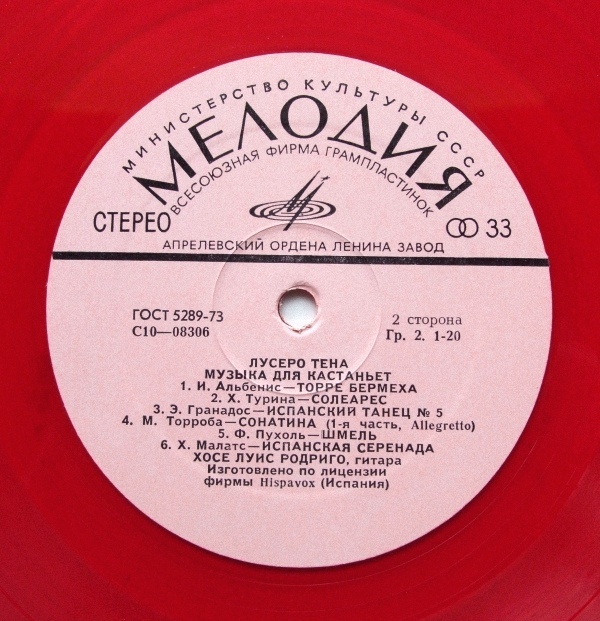 МИНИСТЕРСТВО КУЛЬТУРЫ СССР
МЕЛОДИЯ
ВСЕСОЮЗНАЯ ФИРМА ГРАМПЛАСТИНОК
СТЕРЕО
33
АПРЕЛЕВСКИЙ ОРДЕНА ЛЕНИНА ЗАВОД
ГОСТ 5289-73
С10—08306
2 сторона
Гр. 2. 1-20
ЛУСЕРО ТЕНА
МУЗЫКА ДЛЯ КАСТАНЬЕТ
1. И. Альбенис—ТОРРЕ БЕРМЕХА
2. Х. Турина—СОЛЕАРЕС
3. Э. Гранадос—ИСПАНСКИЙ ТАНЕЦ № 5
4. М. Торроба—СОНАТИНА (1-я часть, Allegretto)
5. Ф. Пухоль—ШМЕЛЬ
6. Х. Малатс—ИСПАНСКАЯ СЕРЕНАДА
ХОСЕ ЛУИС РОДРИГО, гитара
Изготовлено по лицензии
фирмы Hispavox (Испания)